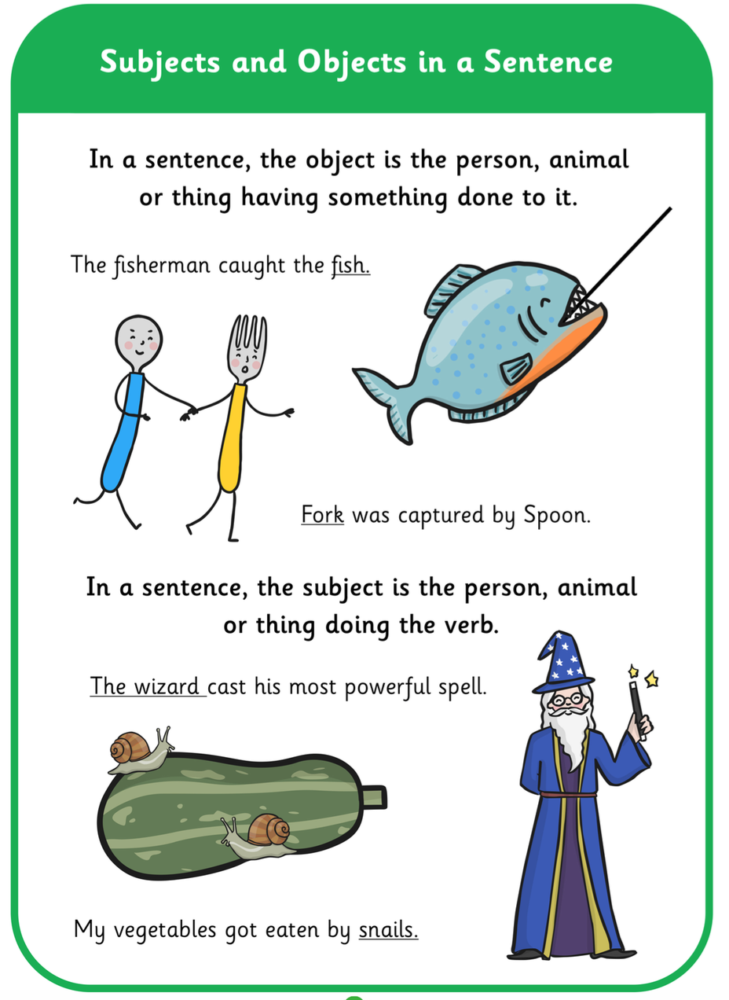 Subjects and Objects in a Sentence
In a sentence, the object is the person, animal
or thing having something done to it.
The fisherman caught the fish.
Fork was captured by Spoon.
In a sentence, the subject is the person, animal
or thing doing the verb.
The wizard cast his most powerful spell.
My vegetables got eaten by snails.